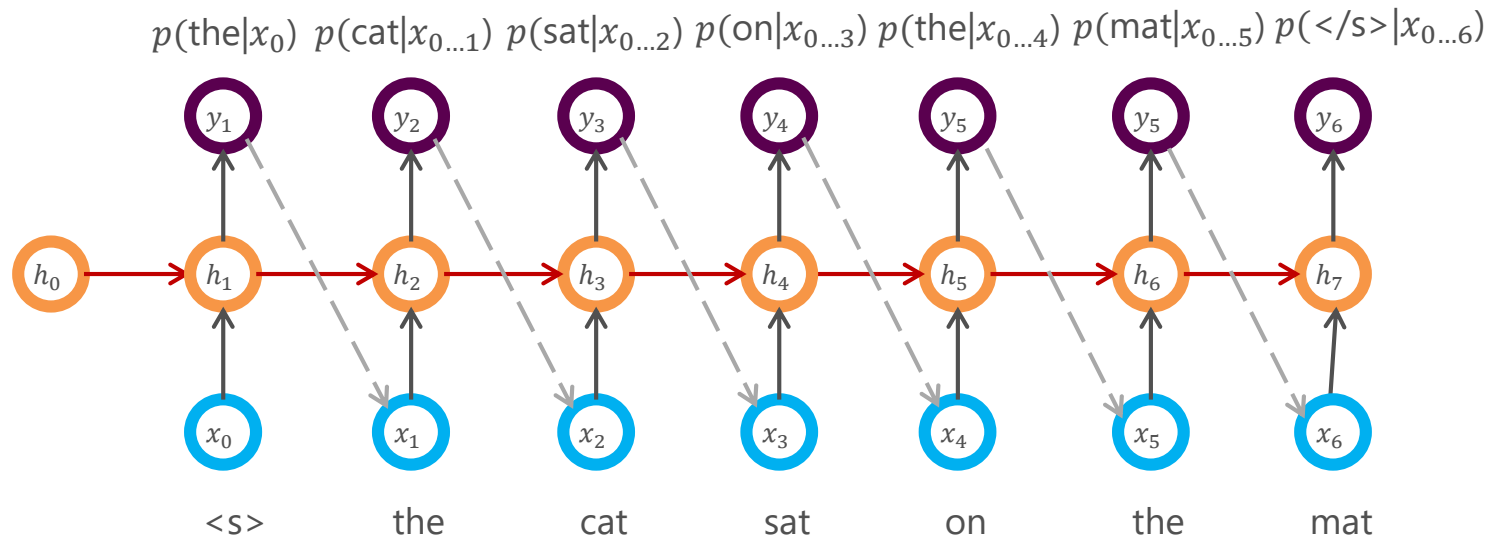 p(the|x₀) p(cat|x₀…₁) p(sat|x₀…₂) p(on|x₀…₃) p(the|x₀…₄) p(mat|x₀…₅) p(</s>|x₀…₆)
y₁ y₂ y₃ y₄ y₅ y₅ y₆
h₀ h₁ h₂ h₃ h₄ h₅ h₆ h₇
x₀ x₁ x₂ x₃ x₄ x₅ x₆
<s> the cat sat on the mat